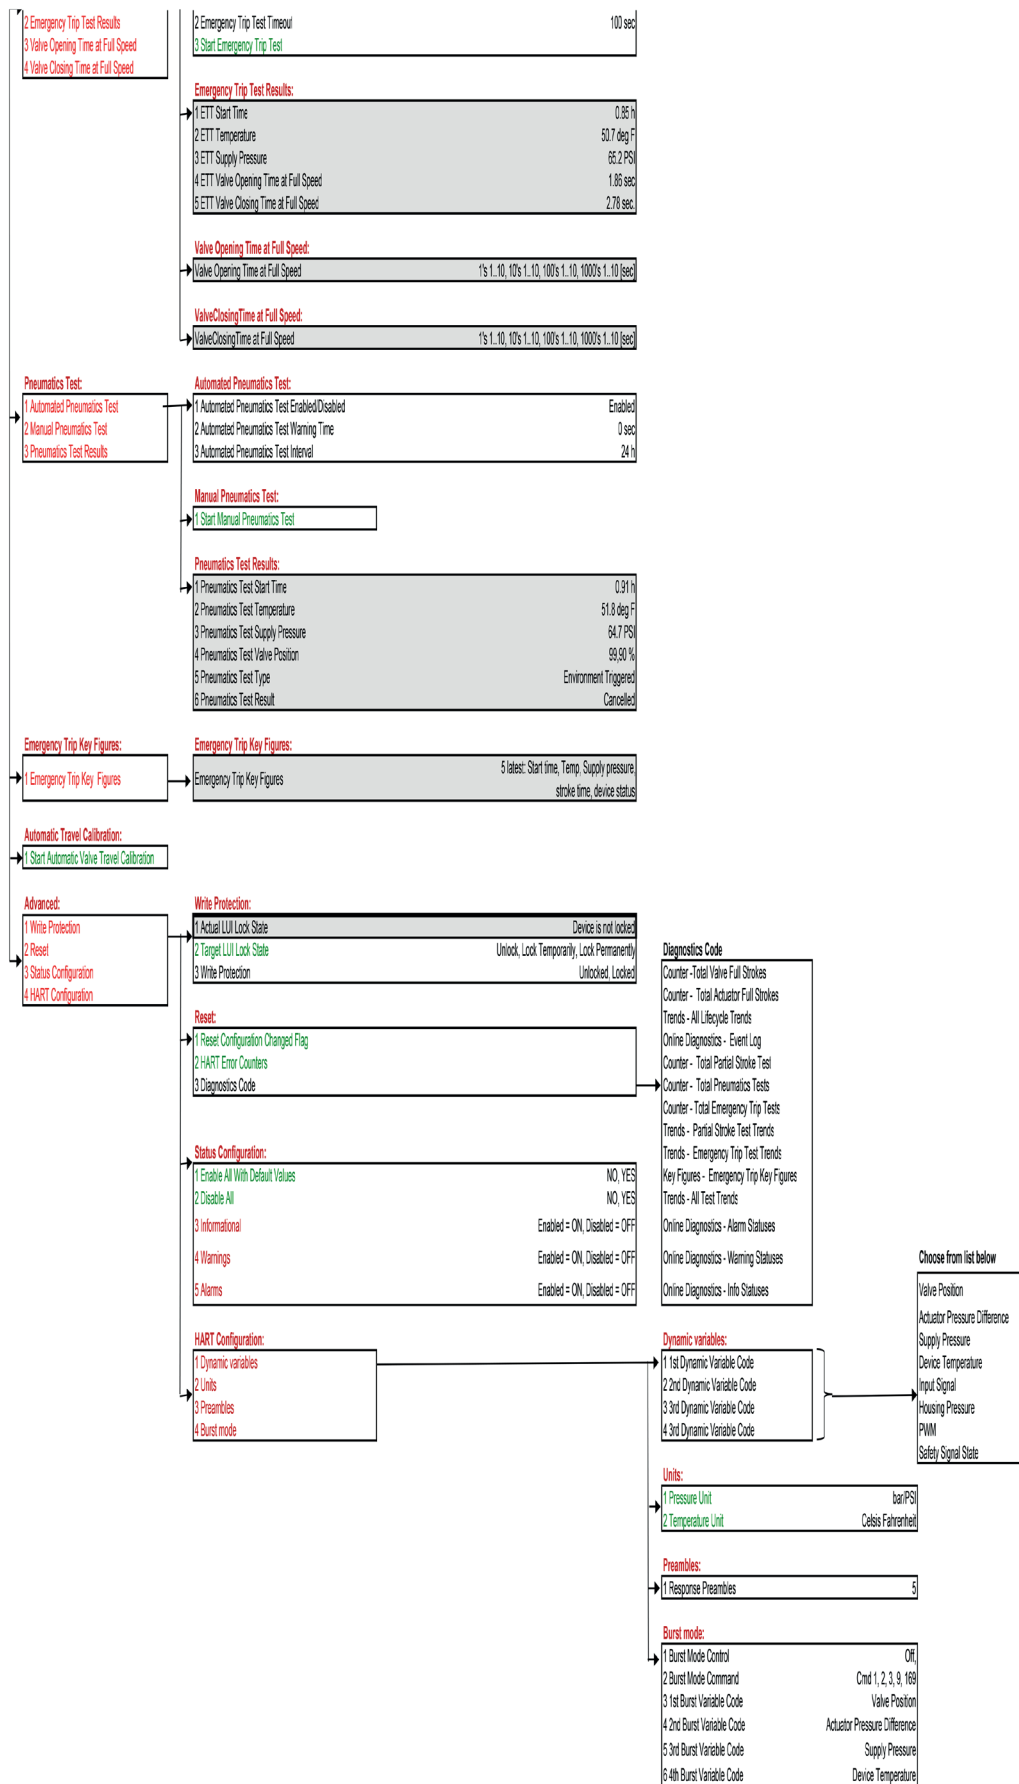 2 Emergency Trip Test Results
3 Valve Opening Time at Full Speed
4 Valve Closing Time at Full Speed
2 Emergency Trip Test Timeout 100 sec
3 Start Emergency Trip Test
Emergency Trip Test Results:
1 ETT Start Time 0.85 h
2 ETT Temperature 50.7 deg F
3 ETT Supply Pressure 65.2 PSI
4 ETT Valve Opening Time at Full Speed 1.86 sec
5 ETT Valve Closing Time at Full Speed 2.78 sec.
Valve Opening Time at Full Speed:
Valve Opening Time at Full Speed 1's 1..10, 10's 1..10, 100's 1..10, 1000's 1..10 [sec]
ValveClosingTime at Full Speed:
ValveClosingTime at Full Speed 1's 1..10, 10's 1..10, 100's 1..10, 1000's 1..10 [sec]
Pneumatics Test:
1 Automated Pneumatics Test
2 Manual Pneumatics Test
3 Pneumatics Test Results
Automated Pneumatics Test:
1 Automated Pneumatics Test Enabled/Disabled Enabled
2 Automated Pneumatics Test Warning Time 0 sec
3 Automated Pneumatics Test Interval 24 h
Manual Pneumatics Test:
1 Start Manual Pneumatics Test
Pneumatics Test Results:
1 Pneumatics Test Start Time 0.91 h
2 Pneumatics Test Temperature 51.8 deg F
3 Pneumatics Test Supply Pressure 64.7 PSI
4 Pneumatics Test Valve Position 99,90 %
5 Pneumatics Test Type Environment Triggered
6 Pneumatics Test Result Cancelled
Emergency Trip Key Figures:
1 Emergency Trip Key Figures
Emergency Trip Key Figures:
Emergency Trip Key Figures 5 latest: Start time, Temp, Supply pressure,
stroke time, device status
Automatic Travel Calibration:
1 Start Automatic Valve Travel Calibration
Advanced:
1 Write Protection
2 Reset
3 Status Configuration
4 HART Configuration
Write Protection:
1 Actual LUI Lock State Device is not locked
2 Target LUI Lock State Unlock, Lock Temporarily, Lock Permanently
3 Write Protection Unlocked, Locked
Reset:
1 Reset Configuration Changed Flag
2 HART Error Counters
3 Diagnostics Code
Diagnostics Code
Counter -Total Valve Full Strokes
Counter - Total Actuator Full Strokes
Trends - All Lifecycle Trends
Online Diagnostics - Event Log
Counter - Total Partial Stroke Test
Counter - Total Pneumatics Tests
Counter - Total Emergency Trip Tests
Trends - Partial Stroke Test Trends
Trends - Emergency Trip Test Trends
Key Figures - Emergency Trip Key Figures
Trends - All Test Trends
Online Diagnostics - Alarm Statuses
Online Diagnostics - Warning Statuses
Online Diagnostics - Info Statuses
Status Configuration:
1 Enable All With Default Values NO, YES
2 Disable All NO, YES
3 Informational Enabled = ON, Disabled = OFF
4 Warnings Enabled = ON, Disabled = OFF
5 Alarms Enabled = ON, Disabled = OFF
HART Configuration:
1 Dynamic variables
2 Units
3 Preambles
4 Burst mode
Dynamic variables:
1 1st Dynamic Variable Code
2 2nd Dynamic Variable Code
3 3rd Dynamic Variable Code
4 3rd Dynamic Variable Code
Choose from list below
Valve Position
Actuator Pressure Difference
Supply Pressure
Device Temperature
Input Signal
Housing Pressure
PWM
Safety Signal State
Units:
1 Pressure Unit bar/PSI
2 Temperature Unit Celsis Fahrenheit
Preambles:
1 Response Preambles 5
Burst mode:
1 Burst Mode Control Off,
2 Burst Mode Command Cmd 1, 2, 3, 9, 169
3 1st Burst Variable Code Valve Position
4 2nd Burst Variable Code Actuator Pressure Difference
5 3rd Burst Variable Code Supply Pressure
6 4th Burst Variable Code Device Temperature